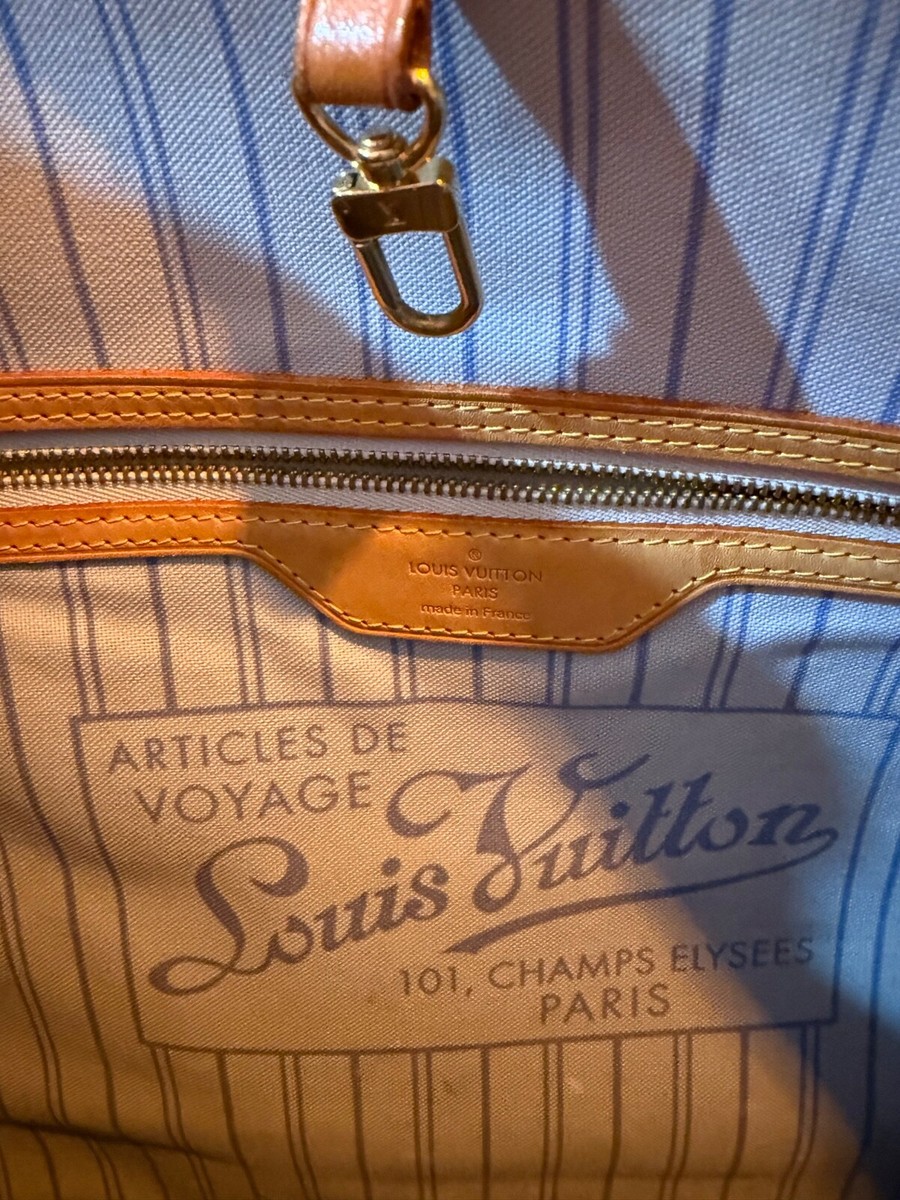 ®
LOUIS VUITTON
PARIS
made in France
ARTICLES DE
VOYAGE
Louis Vuitton
101, CHAMPS ELYSEES
PARIS